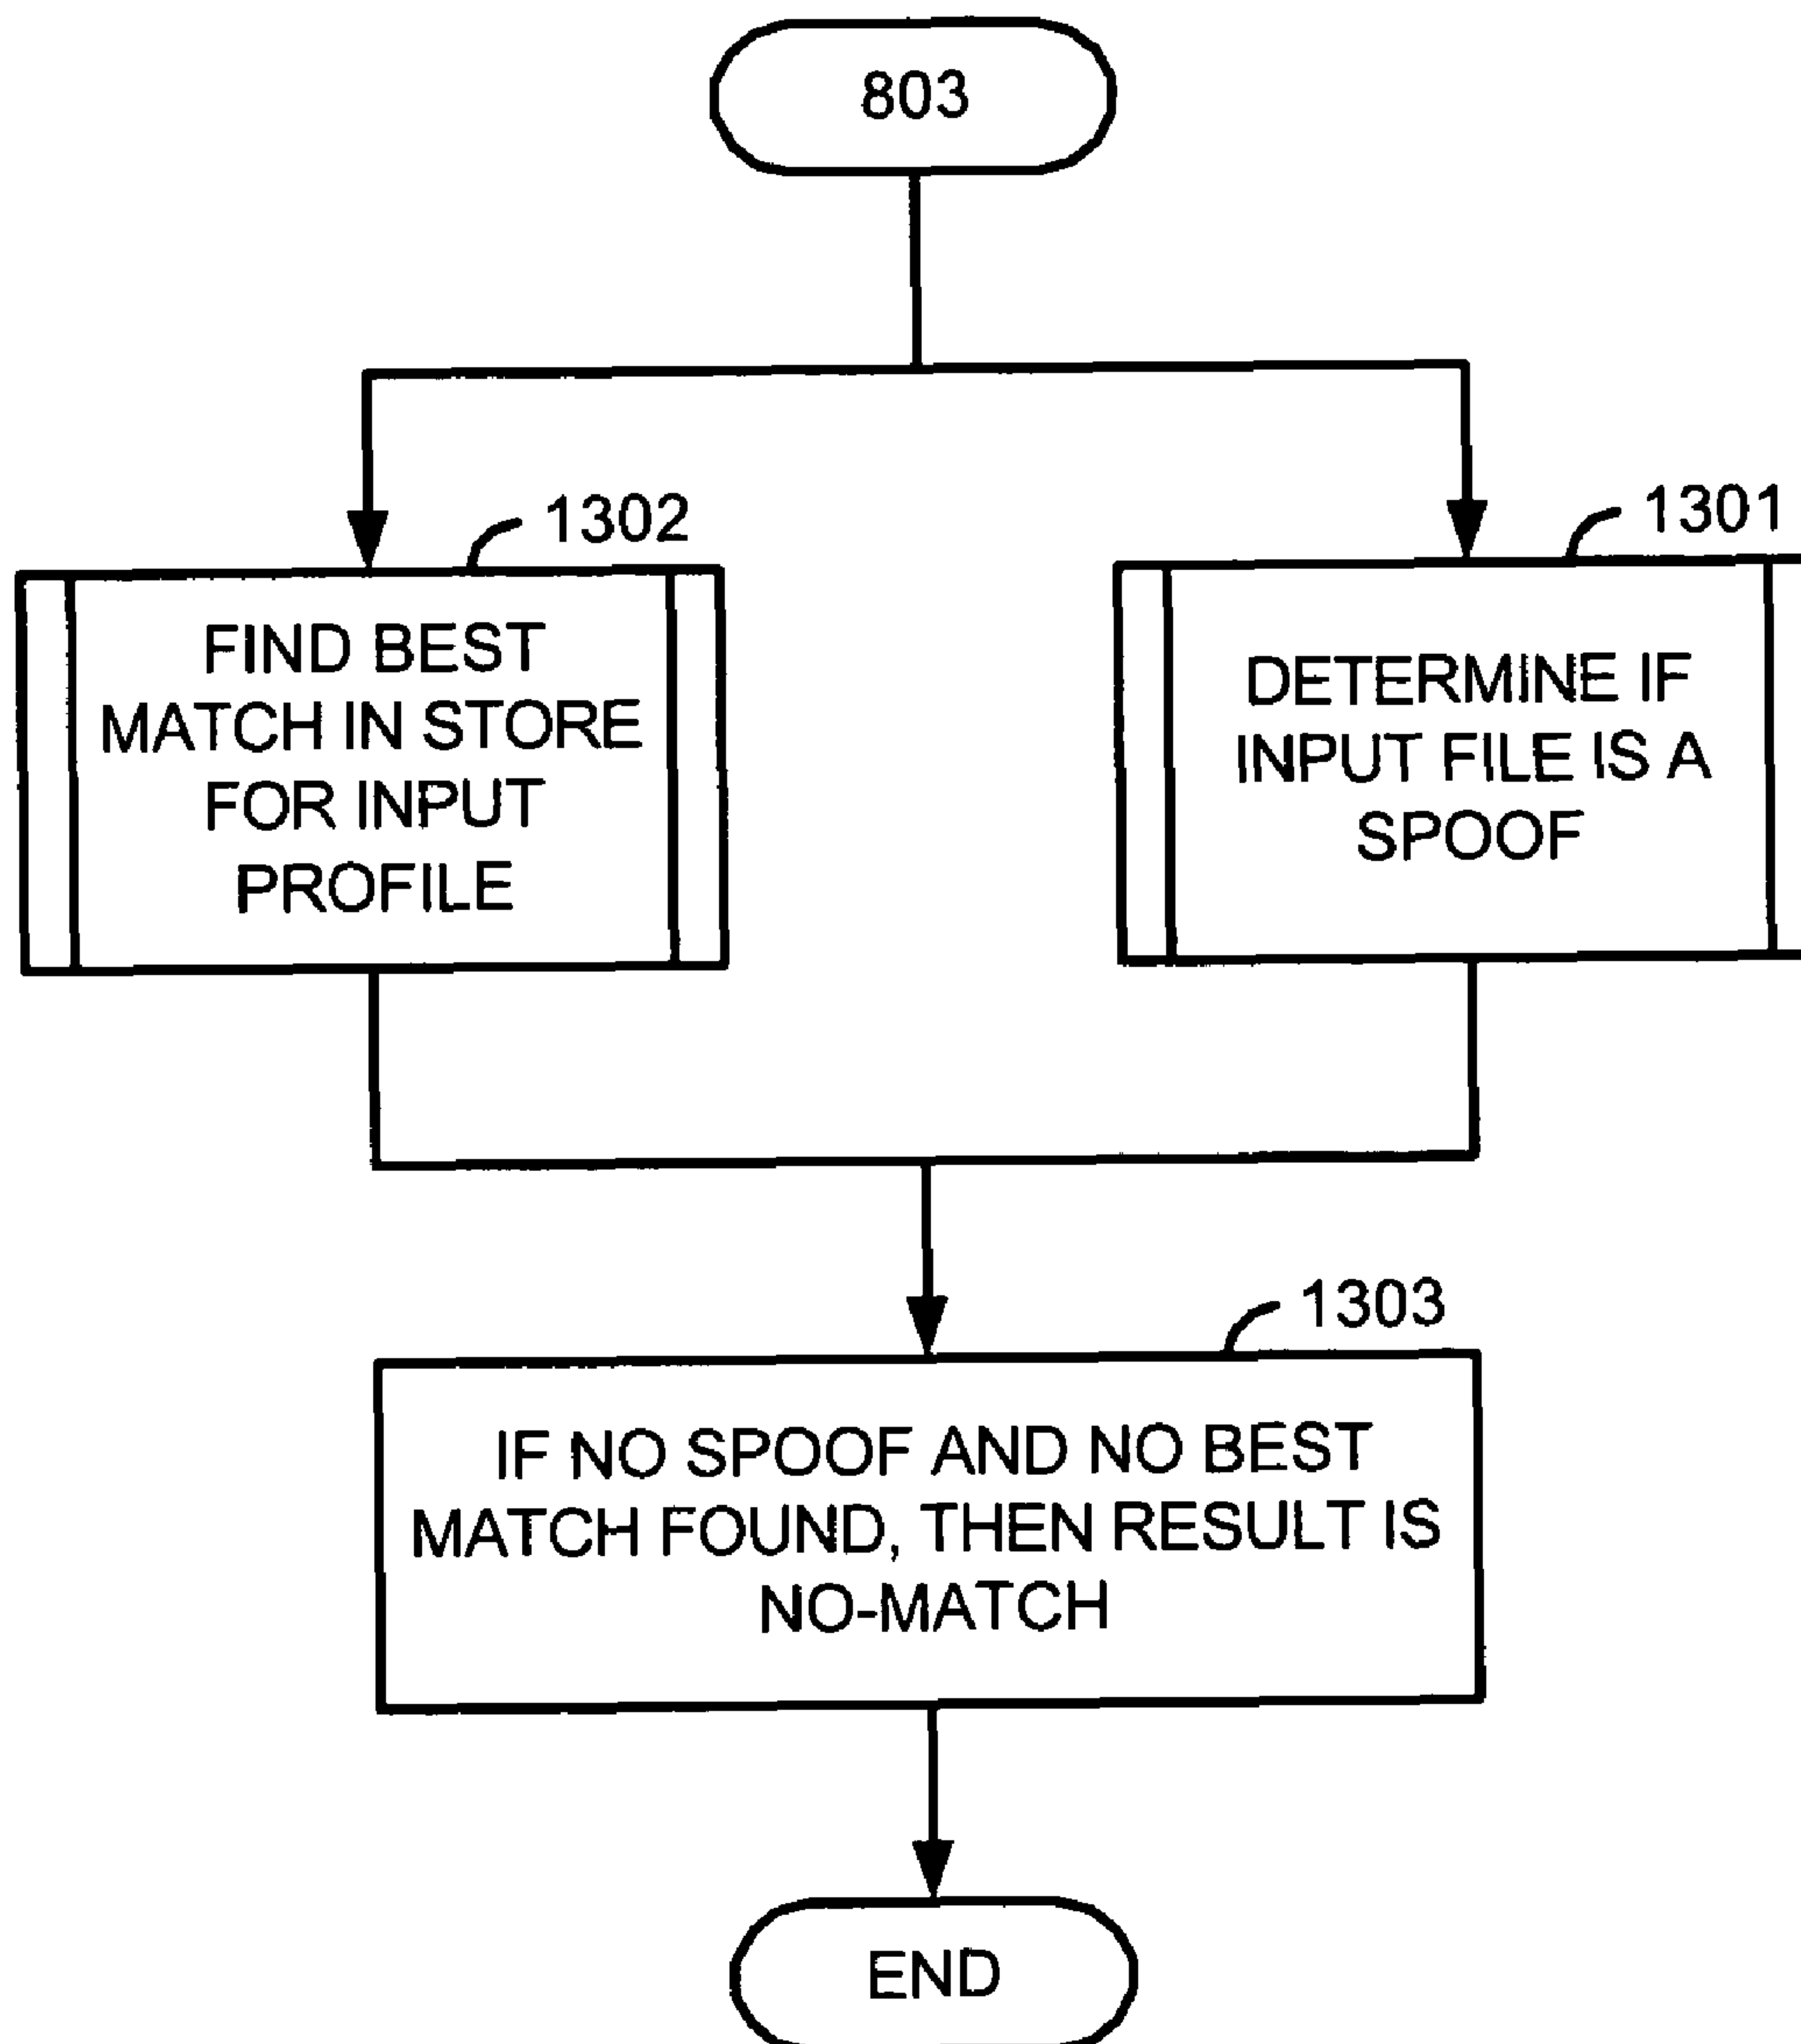 803
1302
FIND BEST
MATCH IN STORE
FOR INPUT
PROFILE
1301
DETERMINE IF
INPUT FILE IS A
SPOOF
1303
IF NO SPOOF AND NO BEST
MATCH FOUND, THEN RESULT IS
NO-MATCH
END